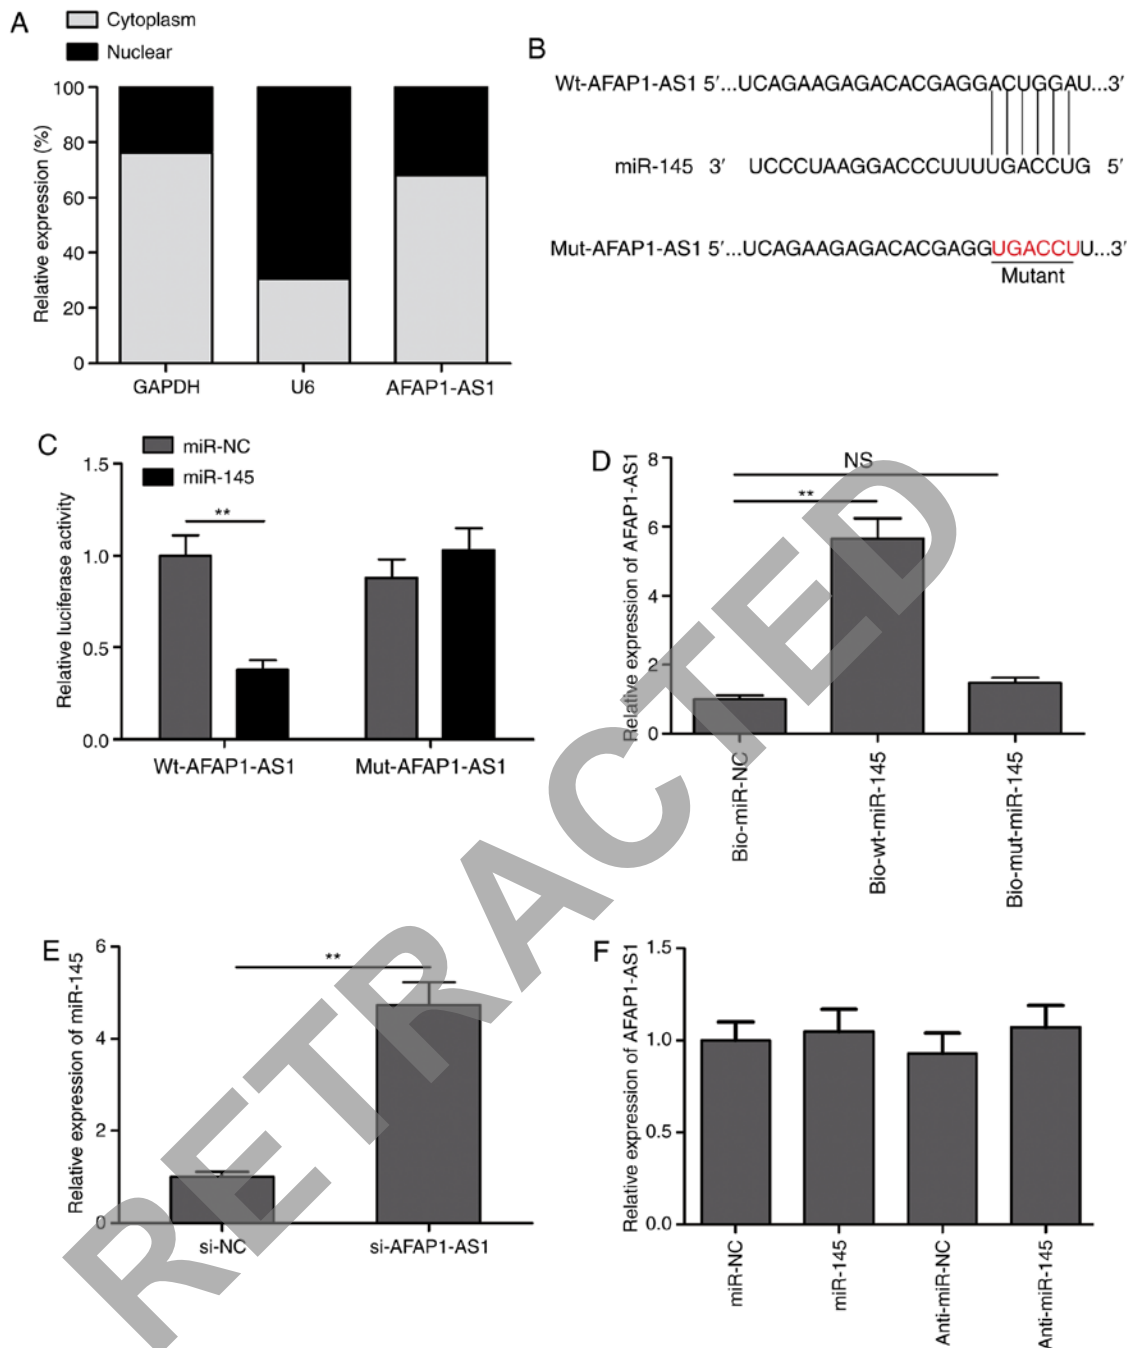 A
Cytoplasm
Nuclear
Relative expression (%)
100
80
60
40
20
0
GAPDH U6 AFAP1-AS1
B
Wt-AFAP1-AS1 5′...UCAGAAGAGACACGAGGACUGGAU...3′
miR-145 3′ UCCCUAAGGACCCUUUUGACCUG 5′
Mut-AFAP1-AS1 5′...UCAGAAGAGACACGAGGUGACCUU...3′
Mutant
C
miR-NC
miR-145
Relative luciferase activity
1.5
1.0
0.5
0.0
**
Wt-AFAP1-AS1 Mut-AFAP1-AS1
D
Relative expression of AFAP1-AS1
8
6
4
2
0
NS
**
Bio-miR-NC
Bio-wt-miR-145
Bio-mut-miR-145
E
Relative expression of miR-145
6
4
2
0
**
si-NC si-AFAP1-AS1
F
Relative expression of AFAP1-AS1
1.5
1.0
0.5
0.0
miR-NC
miR-145
Anti-miR-NC
Anti-miR-145
RETRACTED